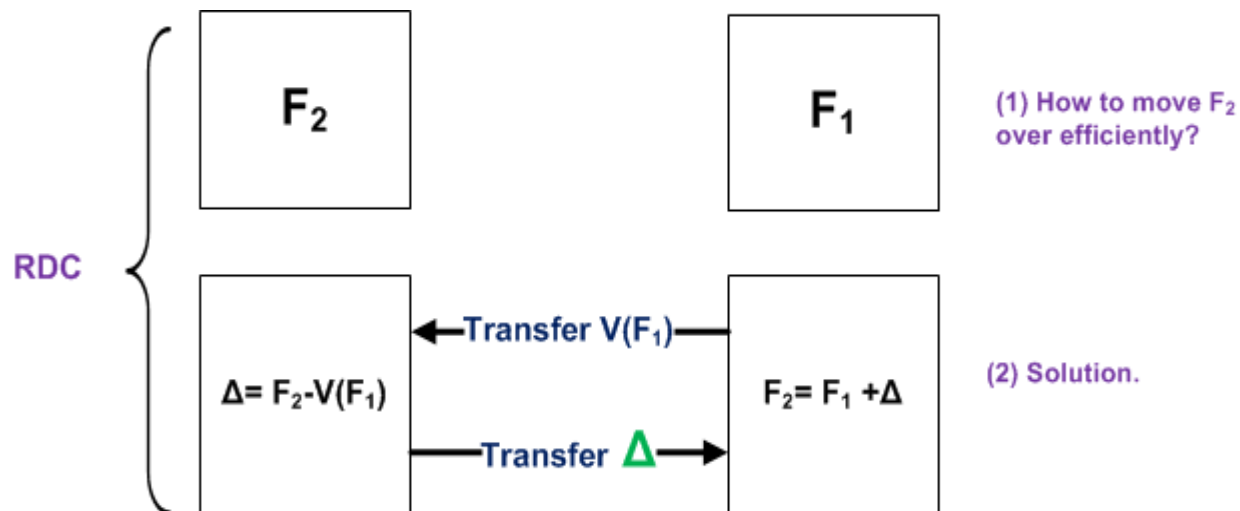 F₂
F₁
(1) How to move F₂
over efficiently?
RDC
Transfer V(F₁)
Δ= F₂-V(F₁)
F₂= F₁ +Δ
(2) Solution.
Transfer Δ